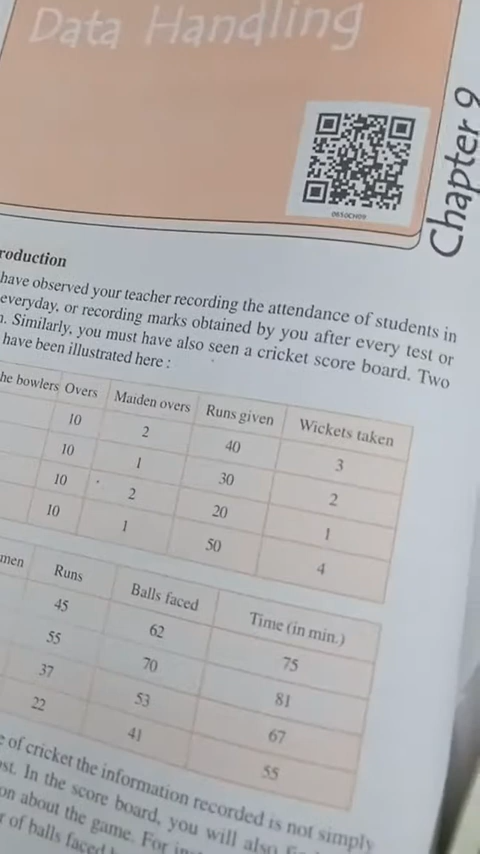 Data Handling
Chapter 9
0650CH09
roduction
have observed your teacher recording the attendance of students in
everyday, or recording marks obtained by you after every test or
n. Similarly, you must have also seen a cricket score board. Two
have been illustrated here :
he bowlers Overs Maiden overs Runs given Wickets taken
10 2 40 3
10 1 30 2
10 2 20 1
10 1 50 4
men Runs Balls faced Time (in min.)
45 62 75
55 70 81
37 53 67
22 41 55
e of cricket the information recorded is not simply
st. In the score board, you will also
on about the game. For
r of balls faced